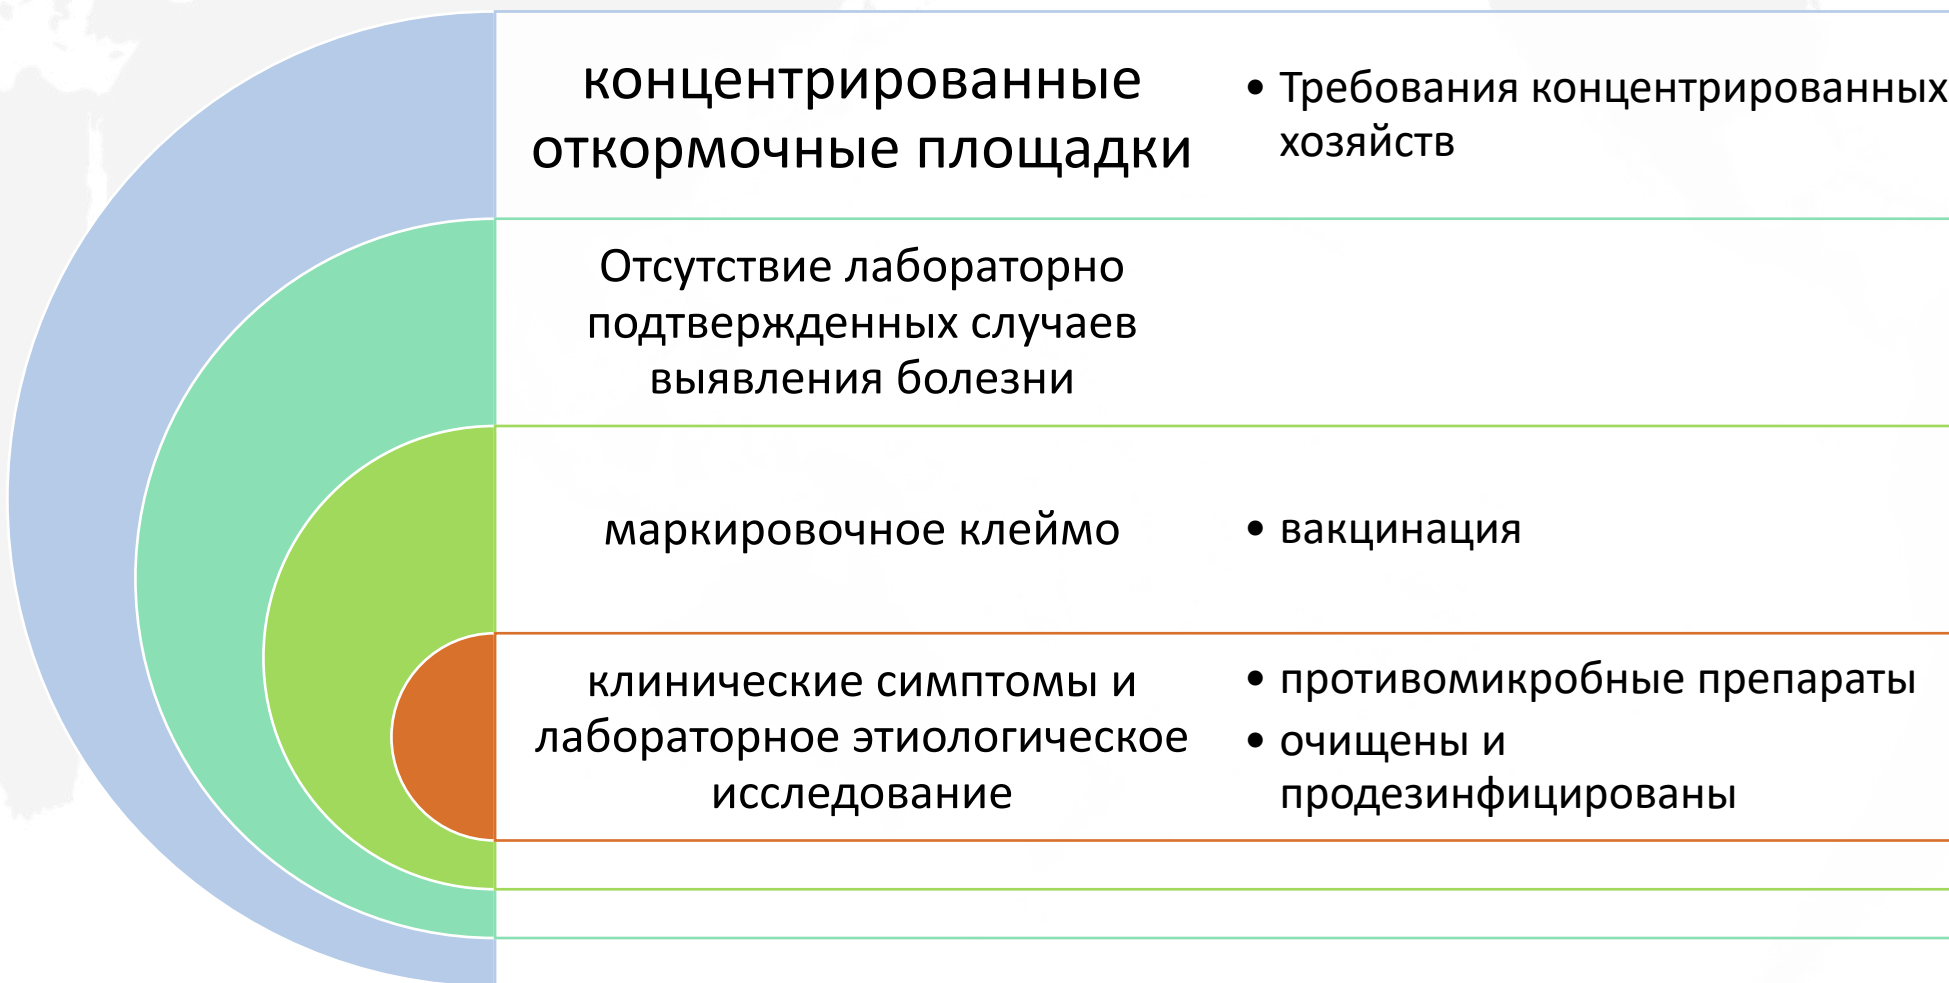 концентрированные
откормочные площадки
• Требования концентрированных
хозяйств
Отсутствие лабораторно
подтвержденных случаев
выявления болезни
маркировочное клеймо
• вакцинация
клинические симптомы и
лабораторное этиологическое
исследование
• противомикробные препараты
• очищены и
продезинфицированы